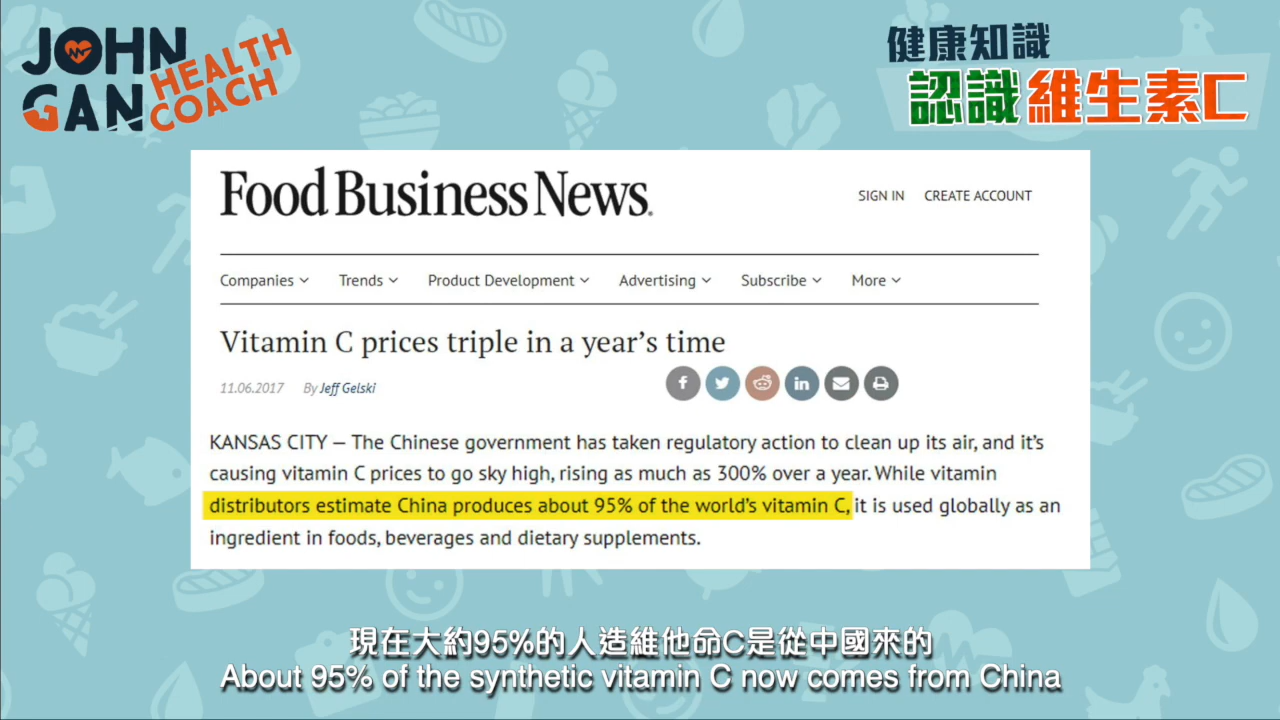 JOHN
GAN
HEALTH
COACH
健康知識
認識維生素C
Food Business News.
SIGN IN CREATE ACCOUNT
Companies Trends Product Development Advertising Subscribe More
Vitamin C prices triple in a year's time
11.06.2017 By Jeff Gelski
KANSAS CITY — The Chinese government has taken regulatory action to clean up its air, and it's
causing vitamin C prices to go sky high, rising as much as 300% over a year. While vitamin
distributors estimate China produces about 95% of the world's vitamin C, it is used globally as an
ingredient in foods, beverages and dietary supplements.
現在大約95%的人造維他命C是從中國來的
About 95% of the synthetic vitamin C now comes from China